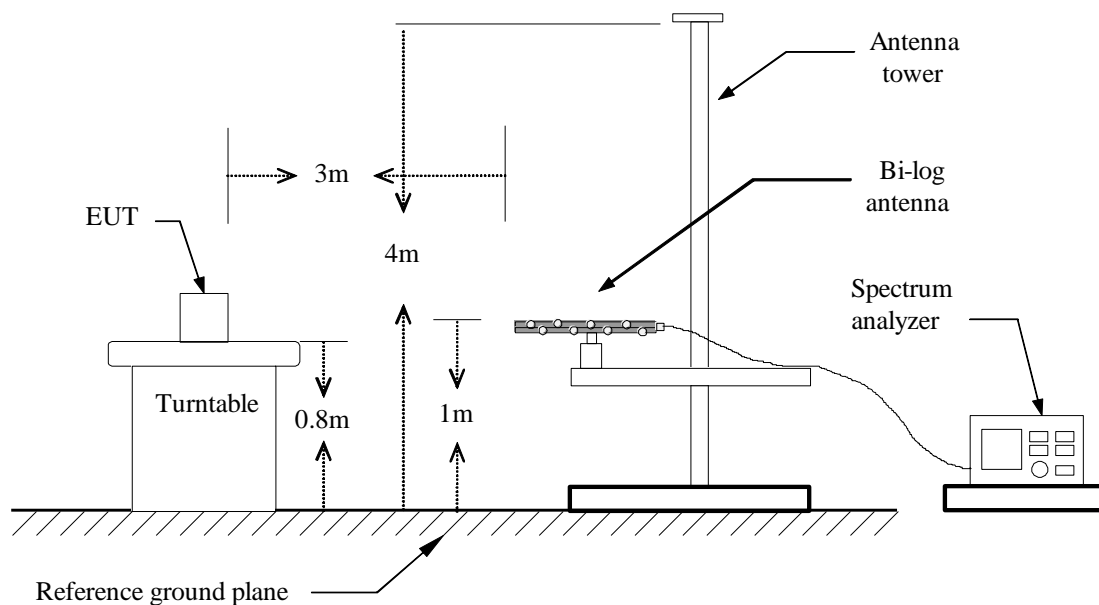 Antenna
tower
3m
Bi-log
antenna
EUT
4m
Spectrum
analyzer
Turntable
0.8m
1m
Reference ground plane